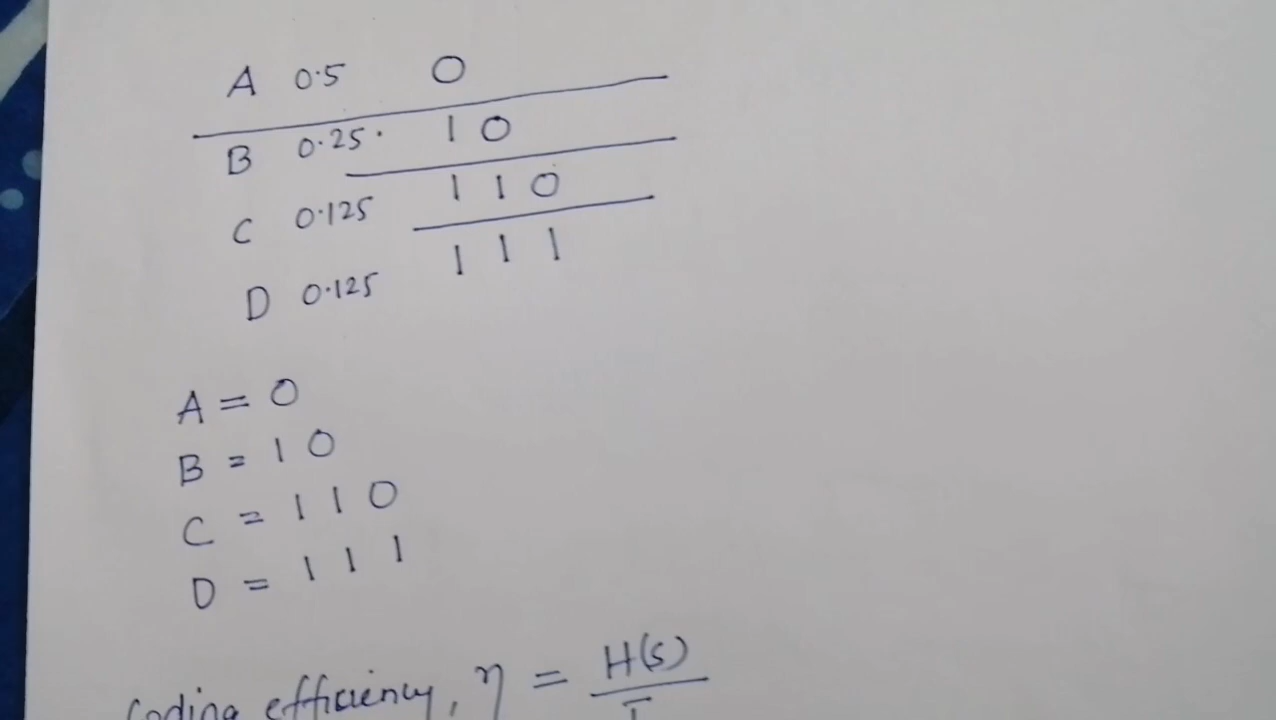 A 0.5 0
B 0.25. 1 0
C 0.125 1 1 0
D 0.125 1 1 1
A = 0
B = 1 0
C = 1 1 0
D = 1 1 1
Coding efficiency, η = H(s)